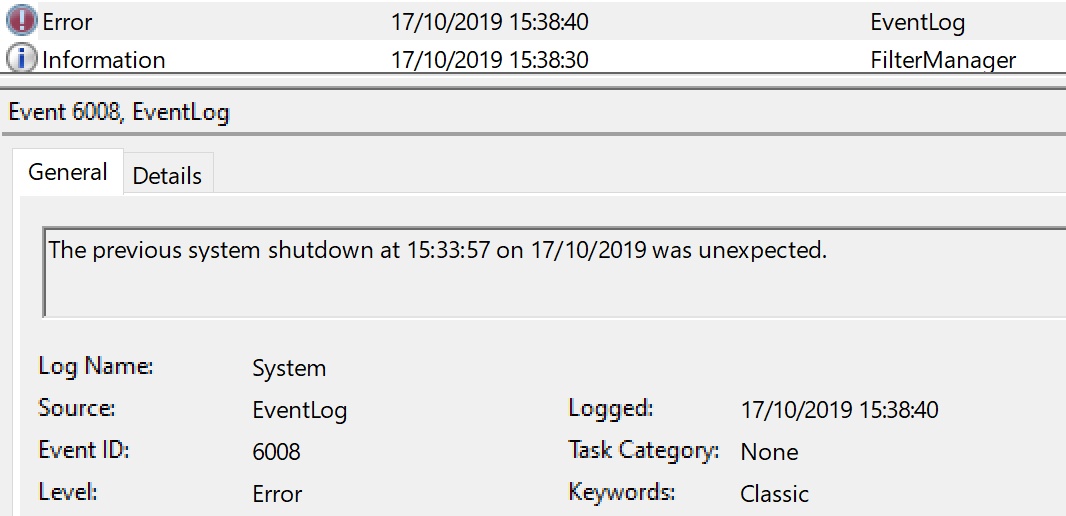 Error 17/10/2019 15:38:40 EventLog
Information 17/10/2019 15:38:30 FilterManager
Event 6008, EventLog
General Details
The previous system shutdown at 15:33:57 on 17/10/2019 was unexpected.
Log Name: System
Source: EventLog Logged: 17/10/2019 15:38:40
Event ID: 6008 Task Category: None
Level: Error Keywords: Classic